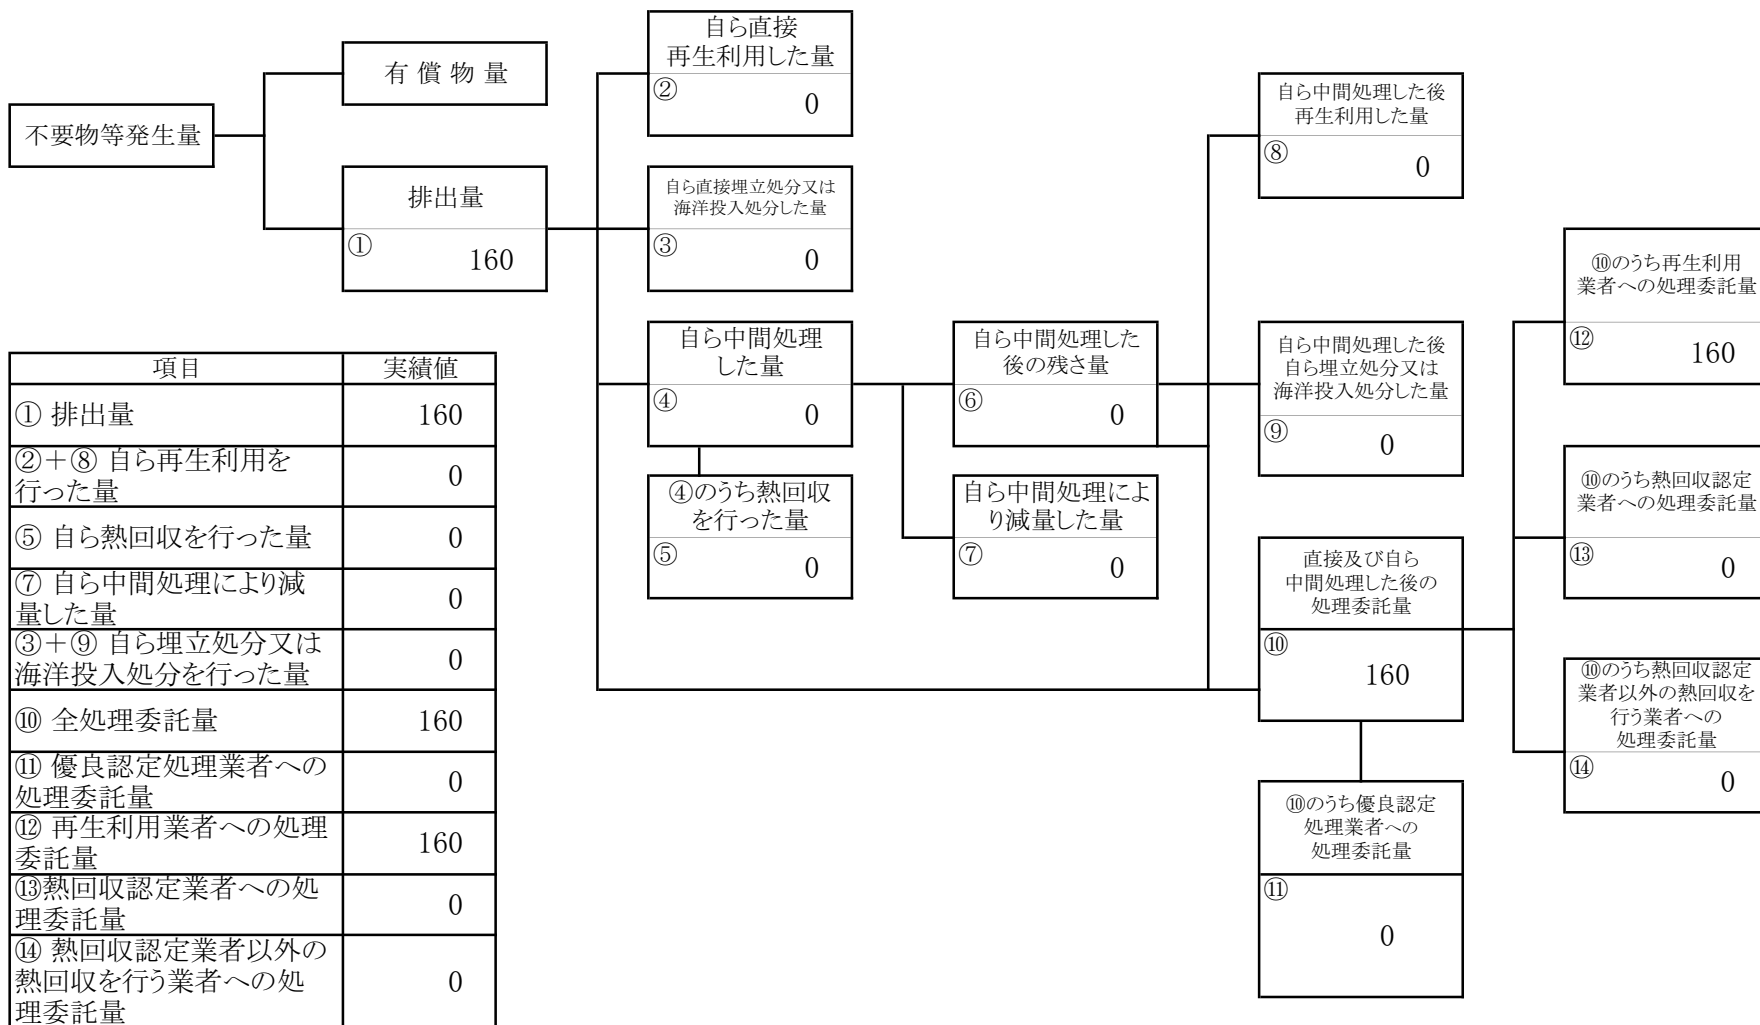 不要物等発生量
有 償 物 量
排出量
①
160
自ら直接
再生利用した量
②
0
自ら直接埋立処分又は
海洋投入処分した量
③
0
自ら中間処理
した量
④
0
④のうち熱回収
を行った量
⑤
0
自ら中間処理した
後の残さ量
⑥
0
自ら中間処理によ
り減量した量
⑦
0
自ら中間処理した後
再生利用した量
⑧
0
自ら中間処理した後
自ら埋立処分又は
海洋投入処分した量
⑨
0
直接及び自ら
中間処理した後の
処理委託量
⑩
160
⑩のうち優良認定
処理業者への
処理委託量
⑪
0
⑩のうち再生利用
業者への処理委託量
⑫
160
⑩のうち熱回収認定
業者への処理委託量
⑬
0
⑩のうち熱回収認定
業者以外の熱回収を
行う業者への
処理委託量
⑭
0
項目 実績値
① 排出量 160
②+⑧ 自ら再生利用を
行った量 0
⑤ 自ら熱回収を行った量 0
⑦ 自ら中間処理により減
量した量 0
③+⑨ 自ら埋立処分又は
海洋投入処分を行った量 0
⑩ 全処理委託量 160
⑪ 優良認定処理業者への
処理委託量 0
⑫ 再生利用業者への処理
委託量 160
⑬熱回収認定業者への処
理委託量 0
⑭ 熱回収認定業者以外の
熱回収を行う業者への処
理委託量 0